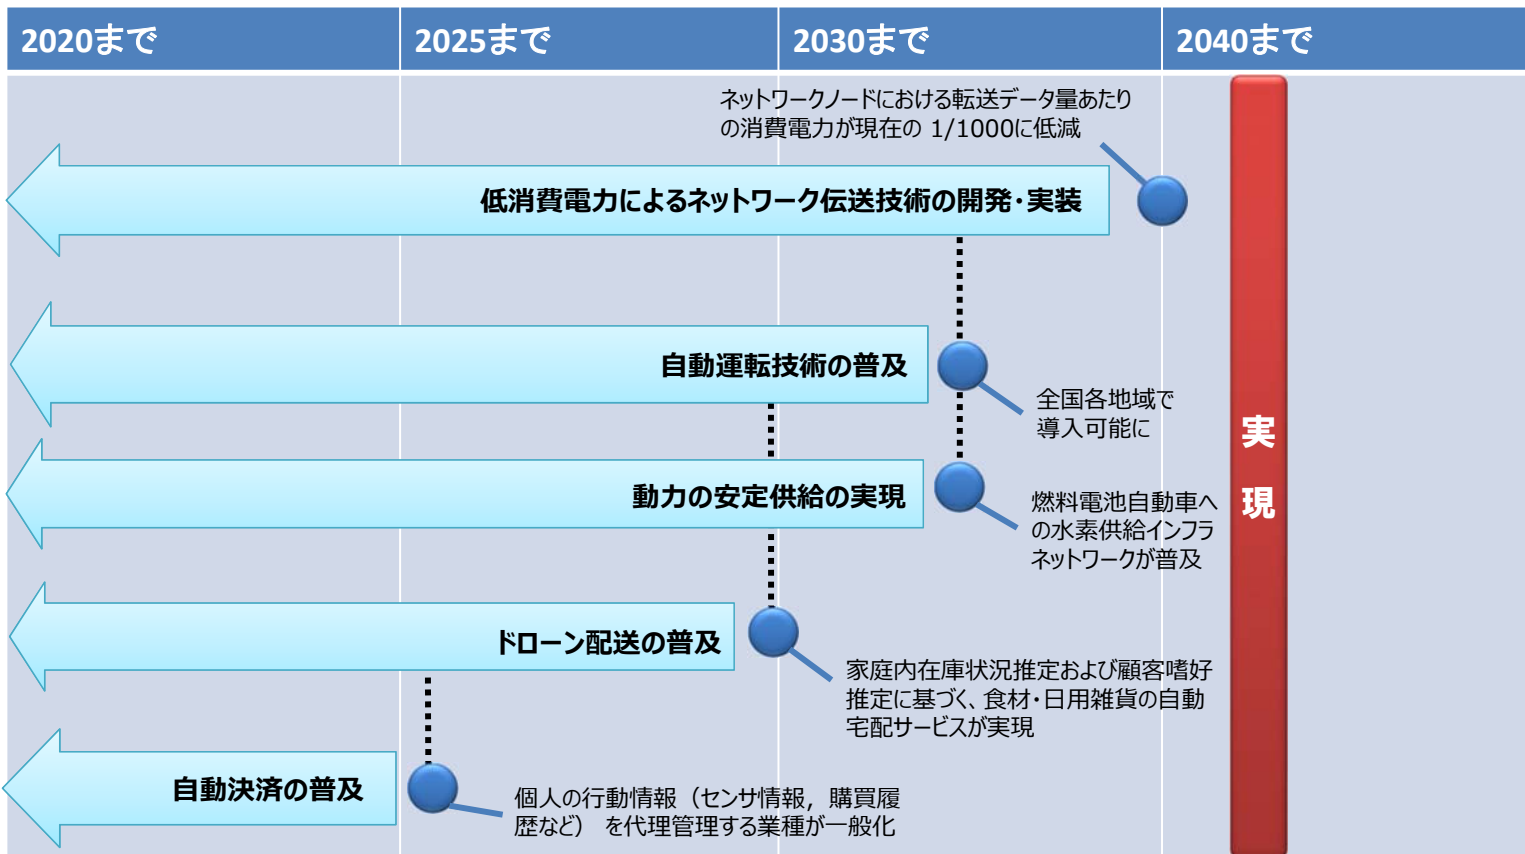 2020まで
2025まで
2030まで
2040まで
ネットワークノードにおける転送データ量あたり
の消費電力が現在の 1/1000に低減
低消費電力によるネットワーク伝送技術の開発・実装
自動運転技術の普及
全国各地域で
導入可能に
動力の安定供給の実現
燃料電池自動車へ
の水素供給インフラ
ネットワークが普及
ドローン配送の普及
家庭内在庫状況推定および顧客嗜好
推定に基づく、食材・日用雑貨の自動
宅配サービスが実現
自動決済の普及
個人の行動情報（センサ情報，購買履
歴など） を代理管理する業種が一般化
実
現